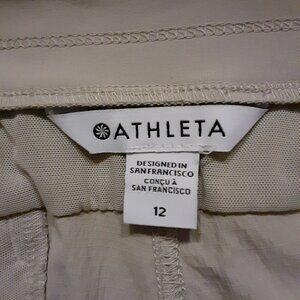 ATHLETA
DESIGNED IN
SAN FRANCISCO
CONÇU À
SAN FRANCISCO
12